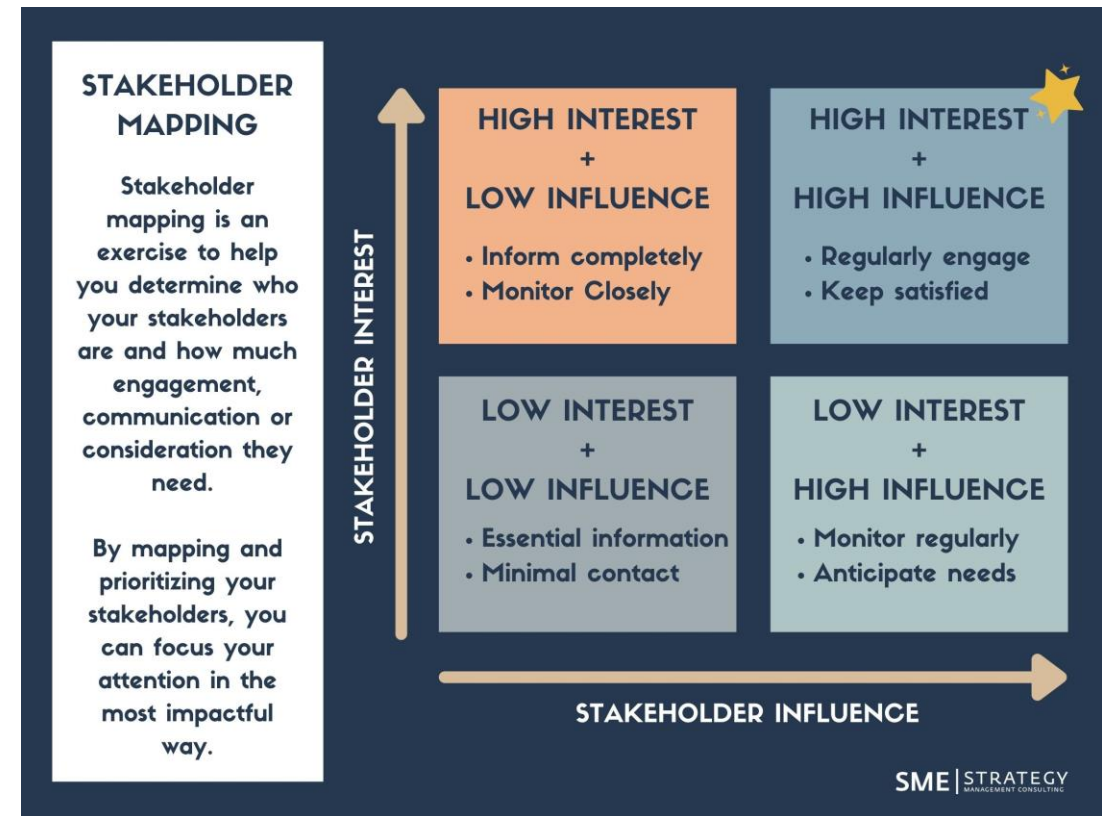 STAKEHOLDER
MAPPING
Stakeholder
mapping is an
exercise to help
you determine who
your stakeholders
are and how much
engagement,
communication or
consideration they
need.
By mapping and
prioritizing your
stakeholders, you
can focus your
attention in the
most impactful
way.
STAKEHOLDER INTEREST
HIGH INTEREST
+
LOW INFLUENCE
• Inform completely
• Monitor Closely
HIGH INTEREST
+
HIGH INFLUENCE
• Regularly engage
• Keep satisfied
LOW INTEREST
+
LOW INFLUENCE
• Essential information
• Minimal contact
LOW INTEREST
+
HIGH INFLUENCE
• Monitor regularly
• Anticipate needs
STAKEHOLDER INFLUENCE
SME | STRATEGY
MANAGEMENT CONSULTING